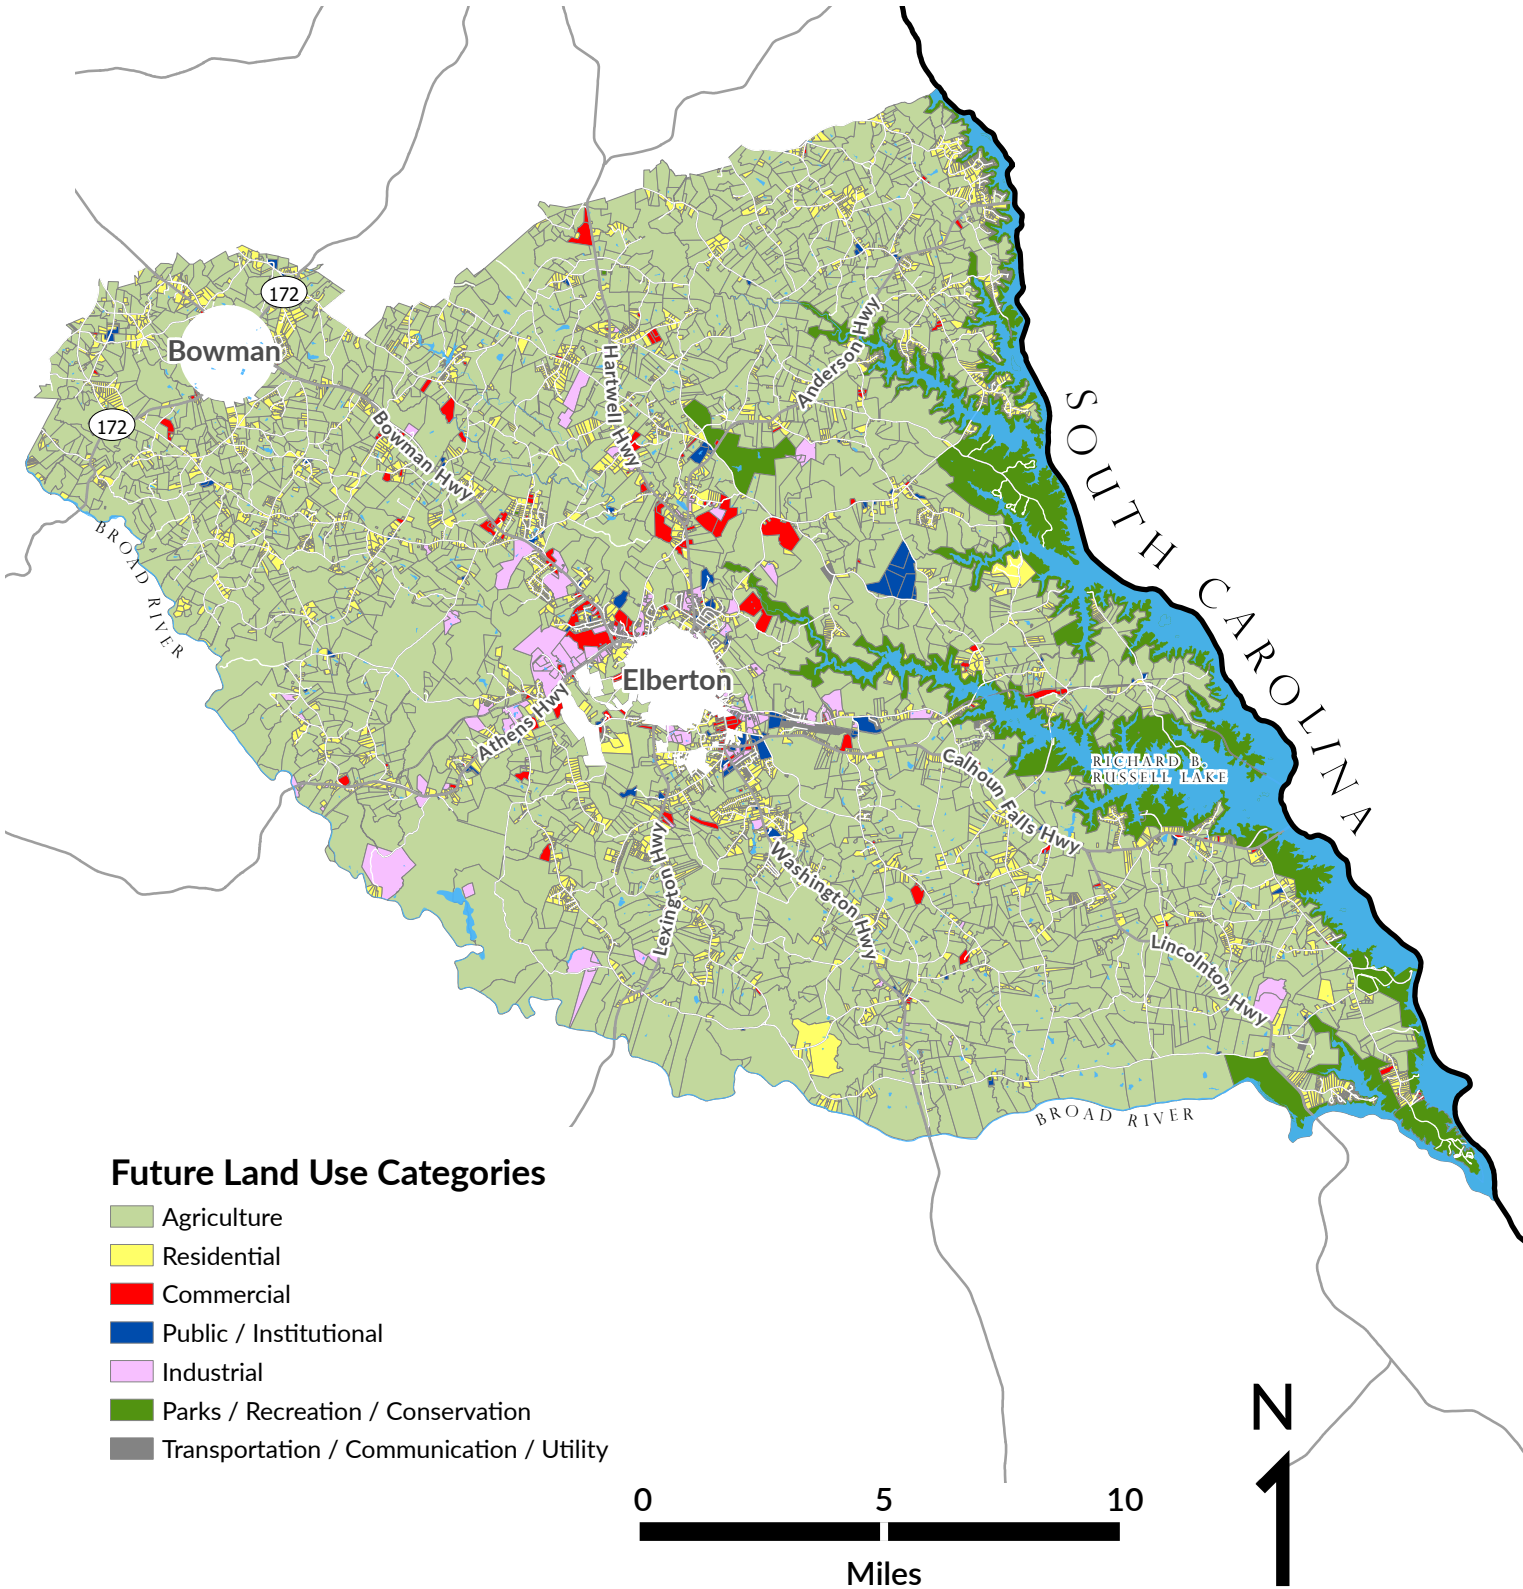 172
Bowman
172
Hartwell Hwy
Anderson Hwy
Bowman Hwy
SOUTH CAROLINA
BROAD RIVER
Elberton
Athens Hwy
RICHARD B.
RUSSELL LAKE
Calhoun Falls Hwy
Lexington Hwy
Washington Hwy
Lincolnton Hwy
BROAD RIVER
Future Land Use Categories
Agriculture
Residential
Commercial
Public / Institutional
Industrial
Parks / Recreation / Conservation
Transportation / Communication / Utility
N
0 5 10
Miles